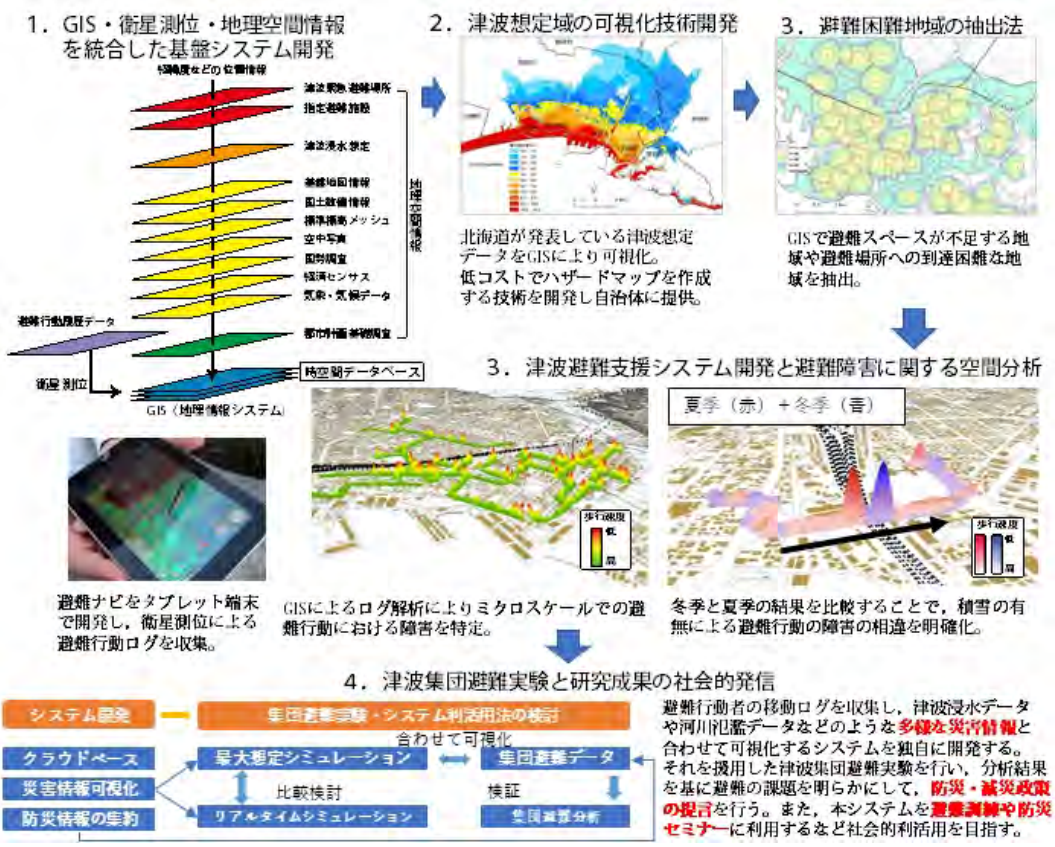 1．GIS・衛星測位・地理空間情報
を統合した基盤システム開発
緯経度などの位置情報
津波緊急避難場所
指定避難施設
津波浸水想定
基盤地図情報
国土数値情報
標準標高メッシュ
空中写真
国勢調査
経済センサス
気象・気候データ
都市計画基礎調査
地理空間情報
避難行動履歴データ
衛星測位
時空間データベース
GIS（地理情報システム）
避難ナビをタブレット端末
で開発し，衛星測位による
避難行動ログを収集。
2．津波想定域の可視化技術開発
北海道が発表している津波想定
データをGISにより可視化。
低コストでハザードマップを作成
する技術を開発し自治体に提供。
3．避難困難地域の抽出法
GISで避難スペースが不足する地
域や避難場所への到達困難な地
域を抽出。
3．津波避難支援システム開発と避難障害に関する空間分析
歩行速度
低
高
GISによるログ解析によりミクロスケールでの避
難行動における障害を特定。
夏季（赤）＋冬季（青）
歩行速度
低
高
冬季と夏季の結果を比較することで，積雪の有
無による避難行動の障害の相違を明確化。
4．津波集団避難実験と研究成果の社会的発信
システム開発
集団避難実験・システム利活用法の検討
合わせて可視化
クラウドベース
災害情報可視化
防災情報の集約
最大想定シミュレーション
集団避難データ
比較検討
検証
リアルタイムシミュレーション
集団避難分析
避難行動者の移動ログを収集し，津波浸水データ
や河川氾濫データなどのような多様な災害情報と
合わせて可視化するシステムを独自に開発する。
それを援用した津波集団避難実験を行い，分析結果
を基に避難の課題を明らかにして，防災・減災政策
の提言を行う。また，本システムを避難訓練や防災
セミナーに利用するなど社会的利活用を目指す。